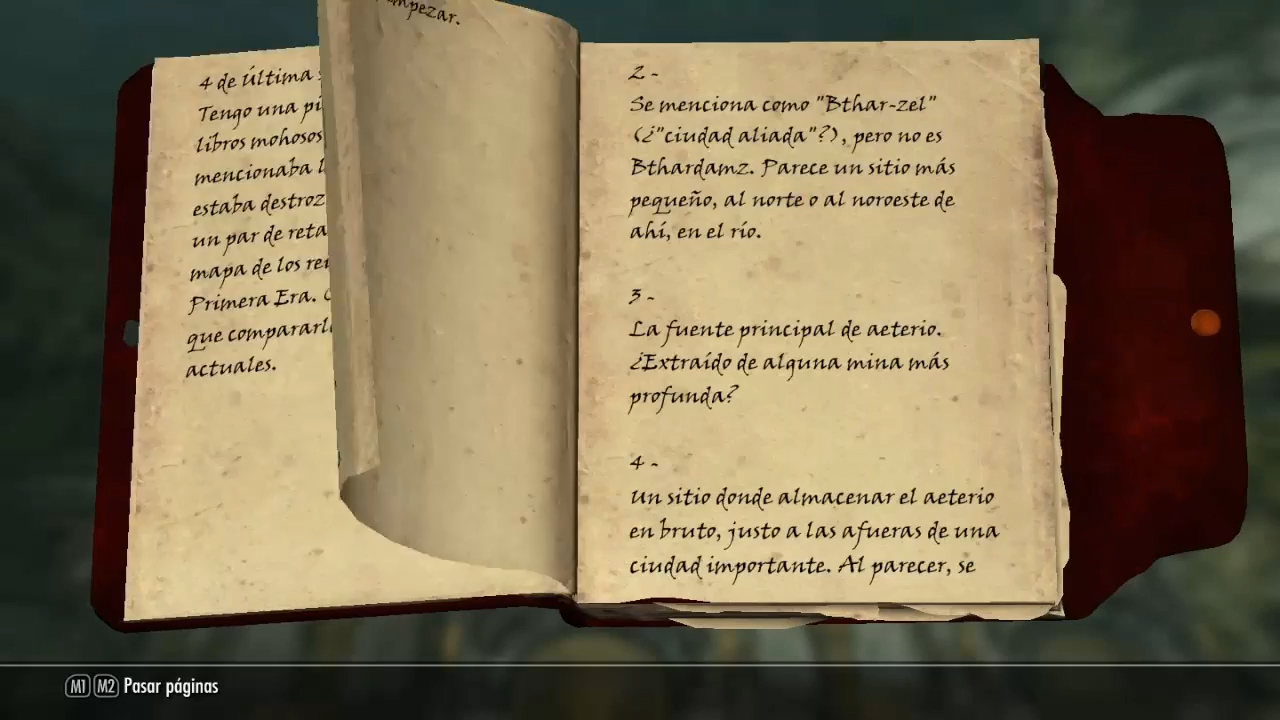 empezar.
4 de Última
Tengo una
libros mohosos
mencionaba
estaba
un par de
mapa de los
Primera Era.
que
actuales.
2 -
Se menciona como "Bthar-zel"
(¿"ciudad aliada"?), pero no es
Bthardamz. Parece un sitio más
pequeño, al norte o al noroeste de
ahí, en el río.
3 -
La fuente principal de aeterio.
¿Extraído de alguna mina más
profunda?
4 -
Un sitio donde almacenar el aeterio
en bruto, justo a las afueras de una
ciudad importante. Al parecer, se
M1 M2 Pasar páginas